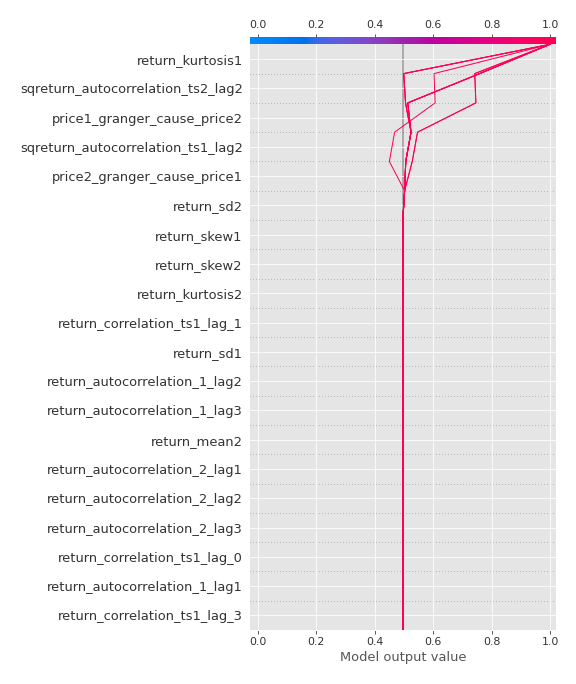 0.0 0.2 0.4 0.6 0.8 1.0
return_kurtosis1
sqreturn_autocorrelation_ts2_lag2
price1_granger_cause_price2
sqreturn_autocorrelation_ts1_lag2
price2_granger_cause_price1
return_sd2
return_skew1
return_skew2
return_kurtosis2
return_correlation_ts1_lag_1
return_sd1
return_autocorrelation_1_lag2
return_autocorrelation_1_lag3
return_mean2
return_autocorrelation_2_lag1
return_autocorrelation_2_lag2
return_autocorrelation_2_lag3
return_correlation_ts1_lag_0
return_autocorrelation_1_lag1
return_correlation_ts1_lag_3
0.0 0.2 0.4 0.6 0.8 1.0
Model output value